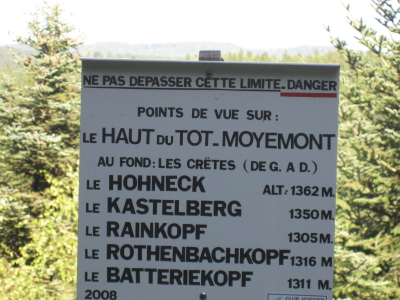 NE PAS DEPASSER CETTE LIMITE. DANGER
POINTS DE VUE SUR :
LE HAUT DU TOT - MOYEMONT
AU FOND : LES CRÊTES (DE G. A D.)
LE HOHNECK ALT: 1362 M.
LE KASTELBERG 1350 M.
LE RAINKOPF 1305 M.
LE ROTHENBACHKOPF 1316 M
LE BATTERIEKOPF 1311 M.
2008